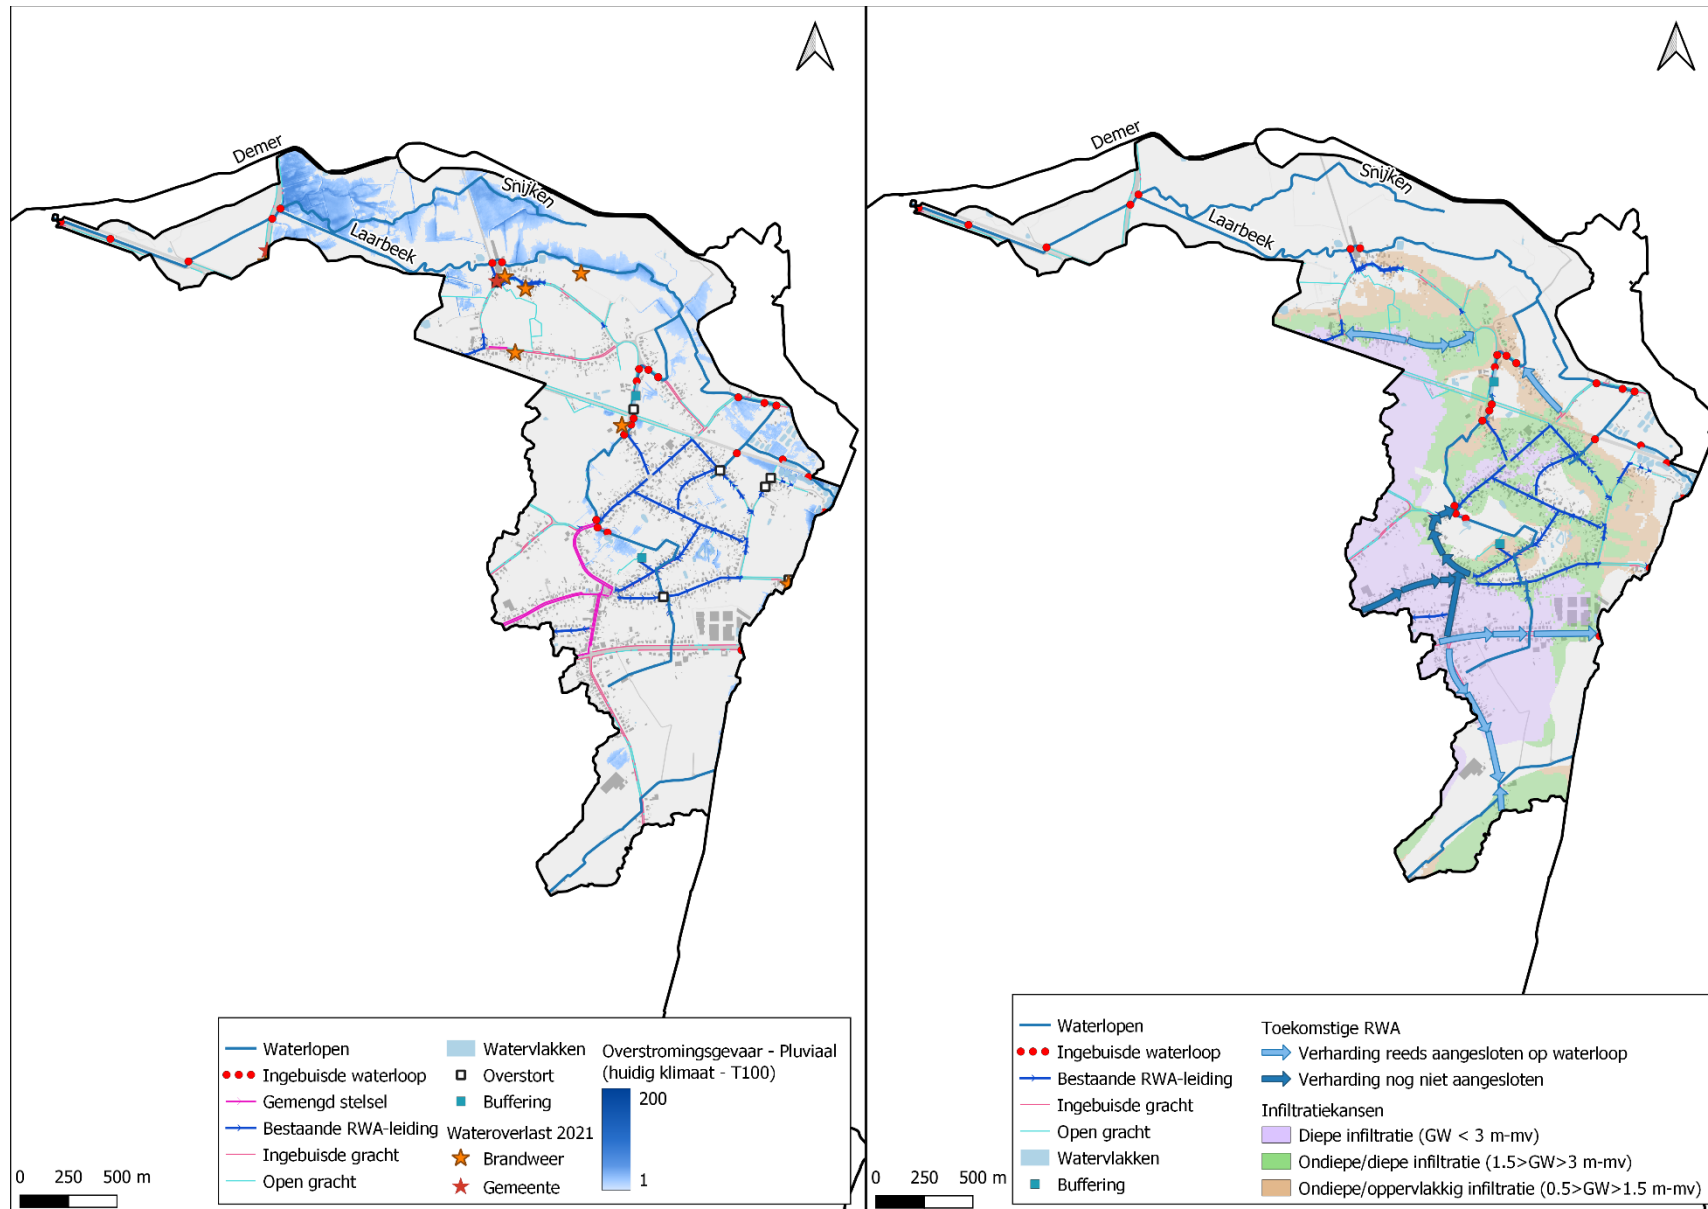 Demer
Snijken
Laarbeek
Waterlopen
Ingebuisde waterloop
Gemengd stelsel
Bestaande RWA-leiding
Ingebuisde gracht
Open gracht
Watervlakken
Overstort
Buffering
Wateroverlast 2021
Brandweer
Gemeente
Overstromingsgevaar - Pluviaal
(huidig klimaat - T100)
200
1
0 250 500 m
Demer
Snijken
Laarbeek
Waterlopen
Ingebuisde waterloop
Bestaande RWA-leiding
Ingebuisde gracht
Open gracht
Watervlakken
Buffering
Toekomstige RWA
Verharding reeds aangesloten op waterloop
Verharding nog niet aangesloten
Infiltratiekansen
Diepe infiltratie (GW < 3 m-mv)
Ondiepe/diepe infiltratie (1.5>GW>3 m-mv)
Ondiepe/oppervlakkig infiltratie (0.5>GW>1.5 m-mv)
0 250 500 m